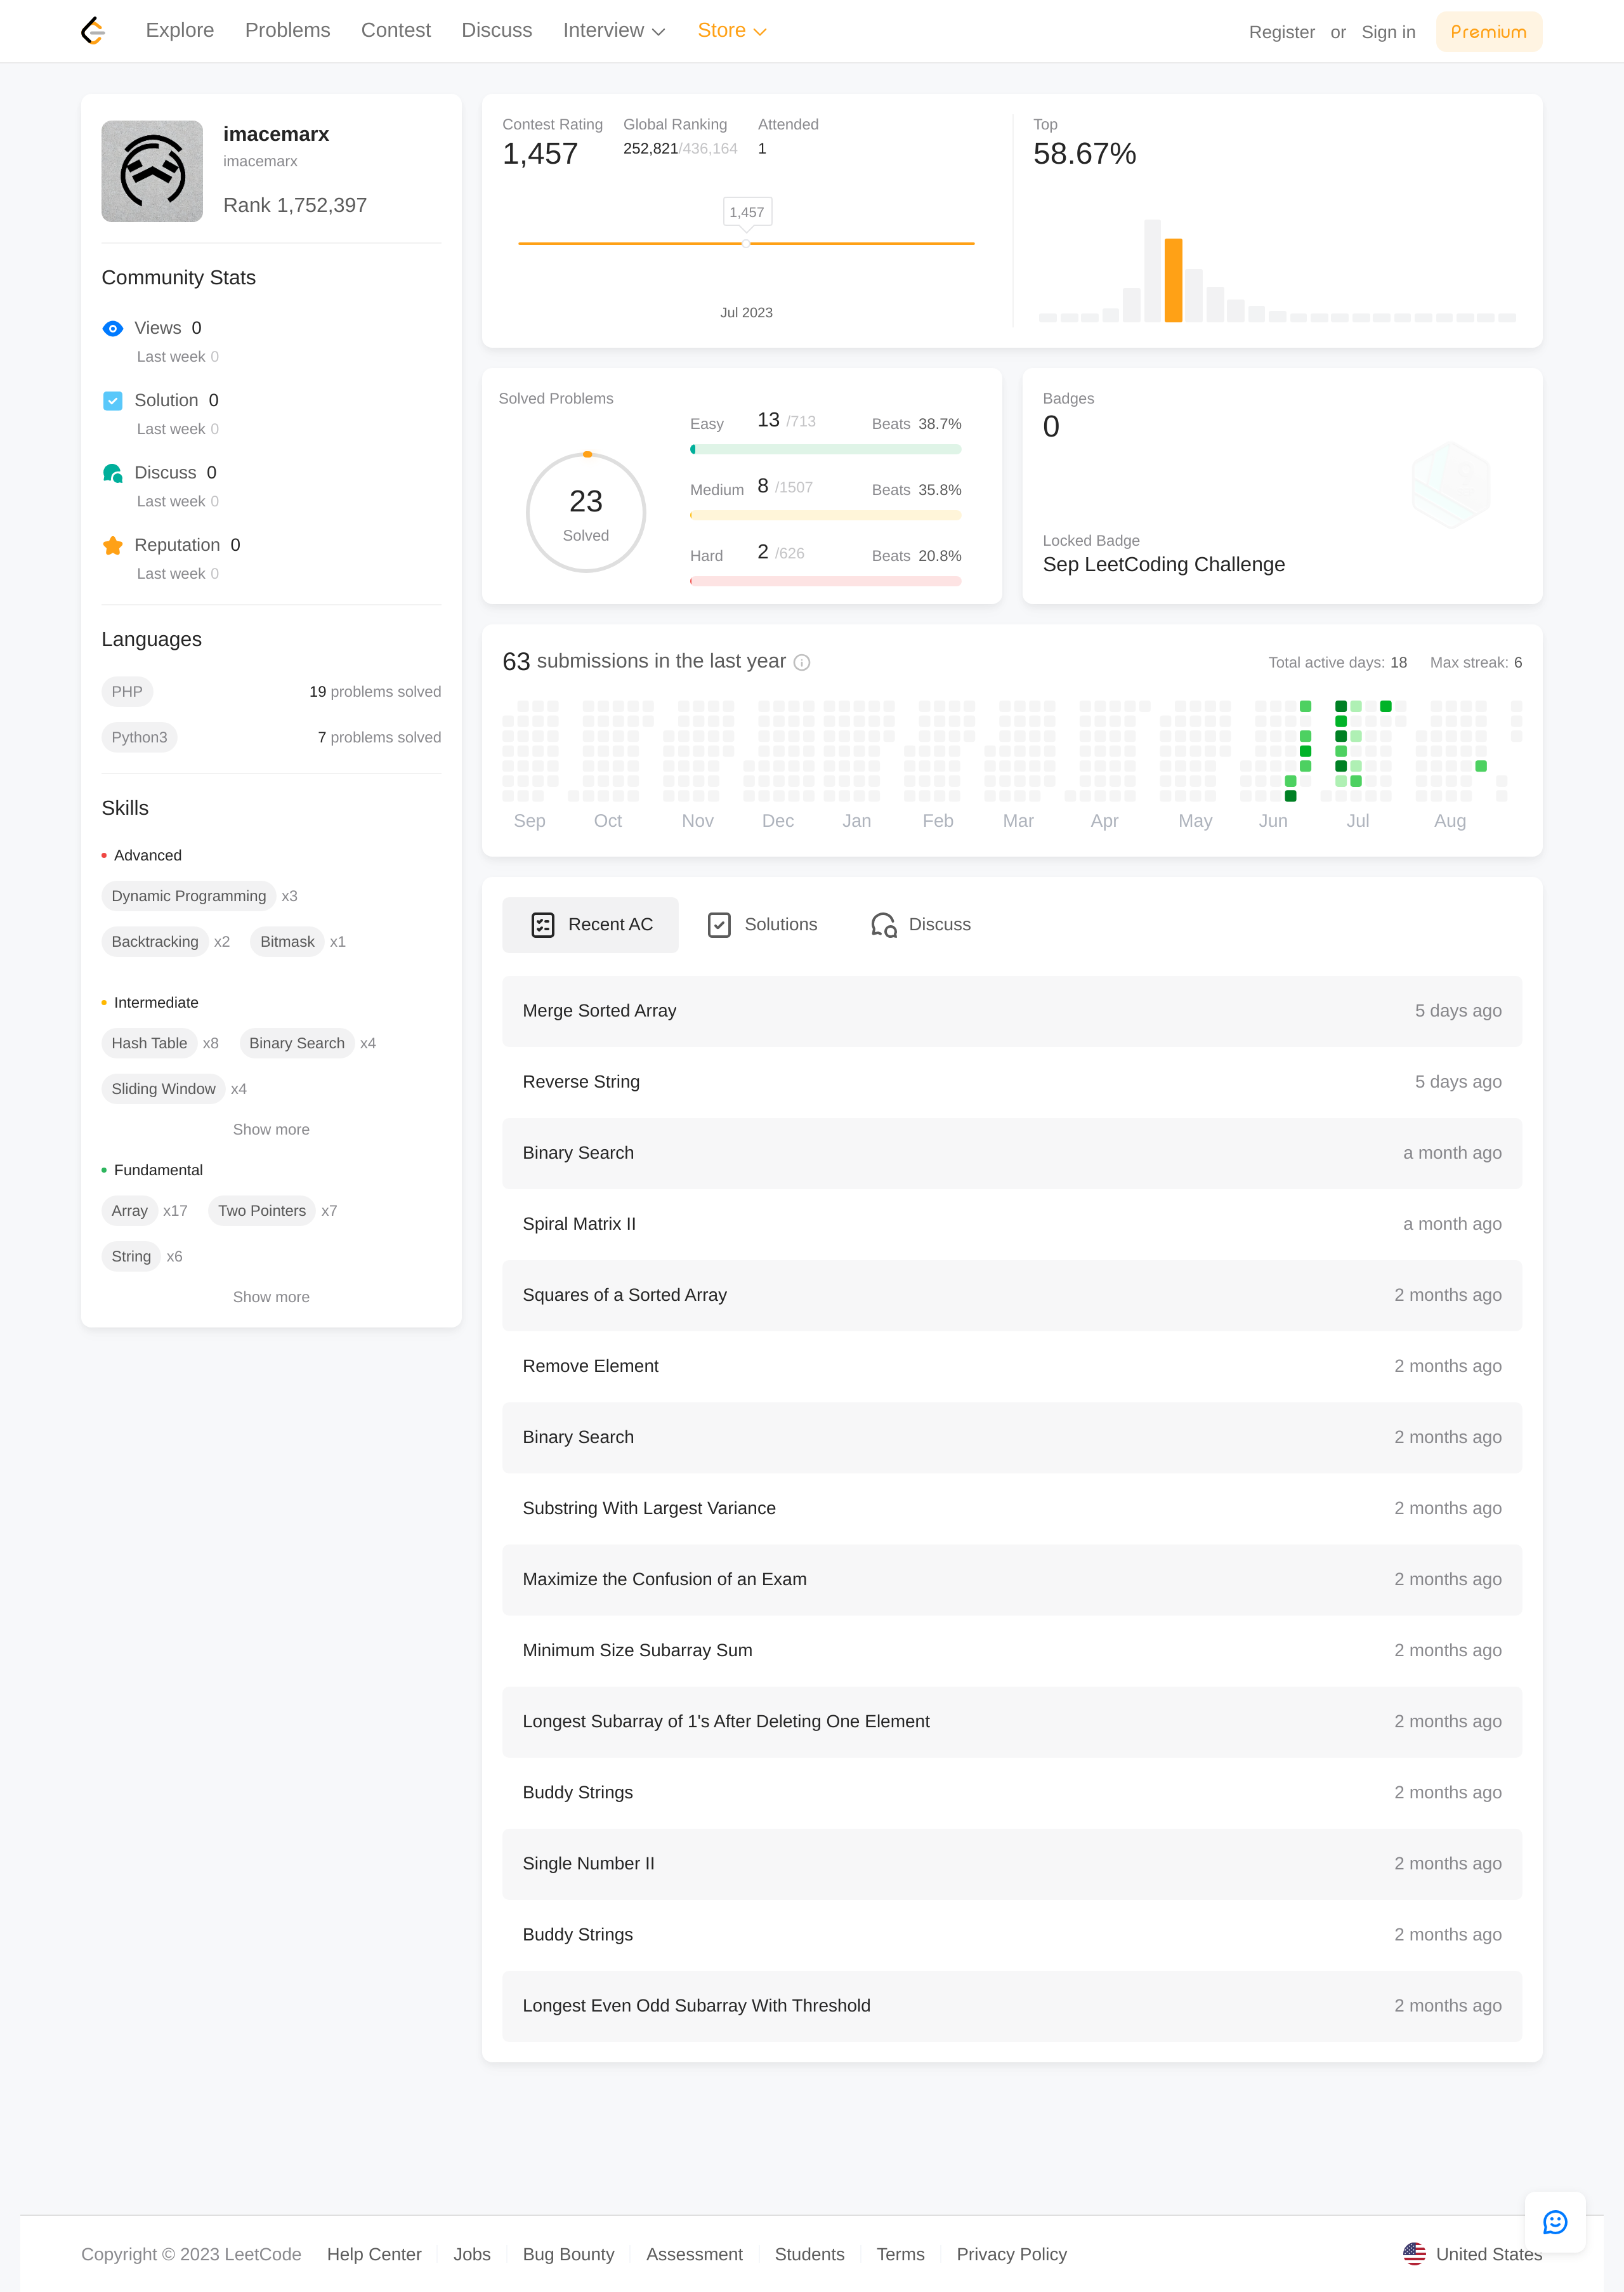 Explore Problems Contest Discuss Interview Store Register or Sign in Premium
imacemarx
imacemarx
Rank 1,752,397
Community Stats
Views 0
Last week 0
Solution 0
Last week 0
Discuss 0
Last week 0
Reputation 0
Last week 0
Languages
PHP 19 problems solved
Python3 7 problems solved
Skills
Advanced
Dynamic Programming x3
Backtracking x2 Bitmask x1
Intermediate
Hash Table x8 Binary Search x4
Sliding Window x4
Show more
Fundamental
Array x17 Two Pointers x7
String x6
Show more
Contest Rating Global Ranking Attended
1,457 252,821/436,164 1
1,457
Jul 2023
Top
58.67%
Solved Problems
23
Solved
Easy 13 /713 Beats 38.7%
Medium 8 /1507 Beats 35.8%
Hard 2 /626 Beats 20.8%
Badges
0
Locked Badge
Sep LeetCoding Challenge
63 submissions in the last year Total active days: 18 Max streak: 6
Sep Oct Nov Dec Jan Feb Mar Apr May Jun Jul Aug
Recent AC Solutions Discuss
Merge Sorted Array 5 days ago
Reverse String 5 days ago
Binary Search a month ago
Spiral Matrix II a month ago
Squares of a Sorted Array 2 months ago
Remove Element 2 months ago
Binary Search 2 months ago
Substring With Largest Variance 2 months ago
Maximize the Confusion of an Exam 2 months ago
Minimum Size Subarray Sum 2 months ago
Longest Subarray of 1's After Deleting One Element 2 months ago
Buddy Strings 2 months ago
Single Number II 2 months ago
Buddy Strings 2 months ago
Longest Even Odd Subarray With Threshold 2 months ago
Copyright © 2023 LeetCode Help Center Jobs Bug Bounty Assessment Students Terms Privacy Policy United States